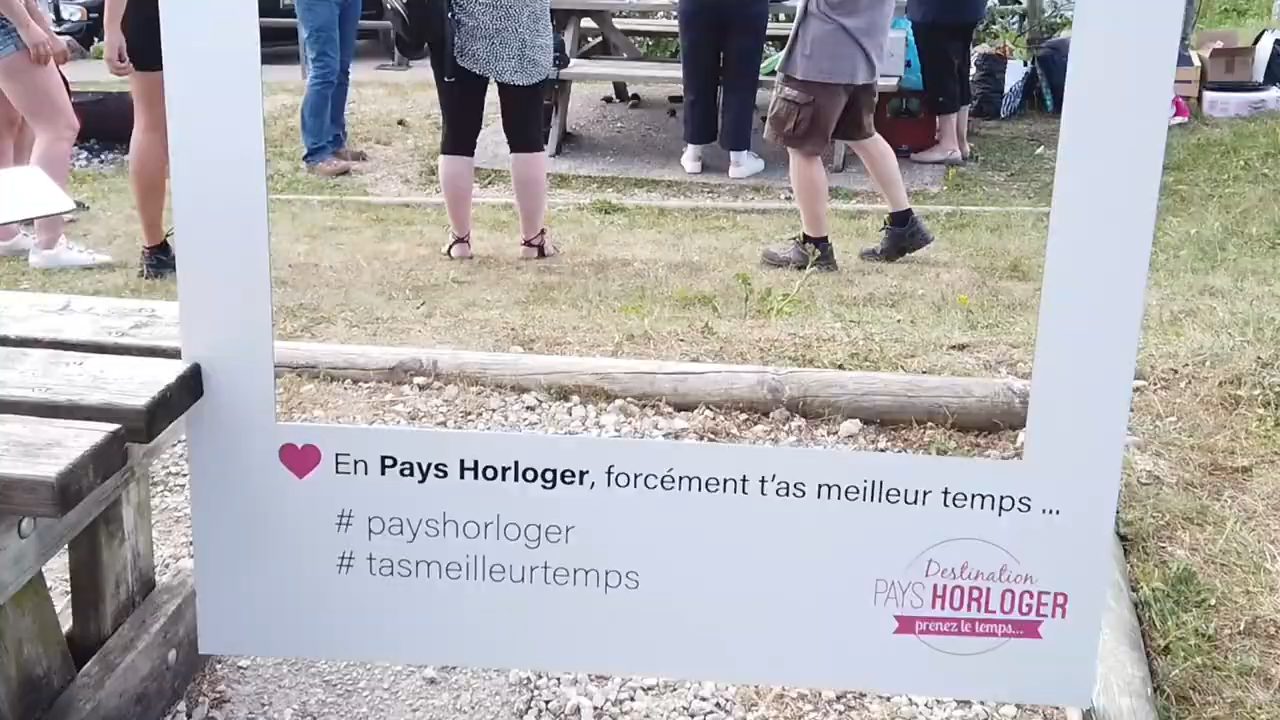 En Pays Horloger, forcément t'as meilleur temps ...
# payshorloger
# tasmeilleurtemps
Destination
PAYS HORLOGER
prenez le temps...